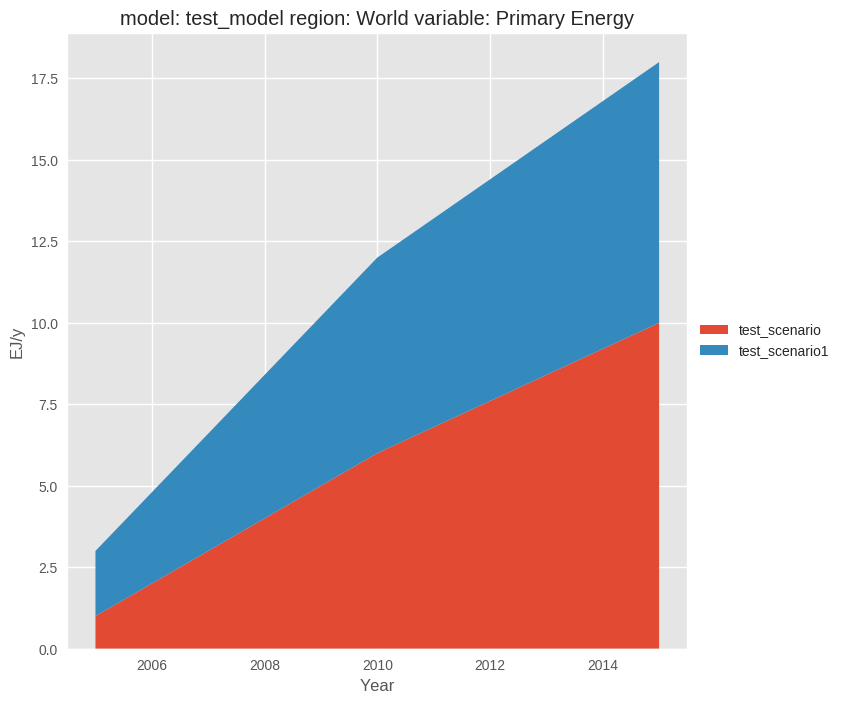 model: test_model region: World variable: Primary Energy
17.5
15.0
12.5
10.0
7.5
5.0
2.5
0.0
EJ/y
2006 2008 2010 2012 2014
Year
test_scenario
test_scenario1